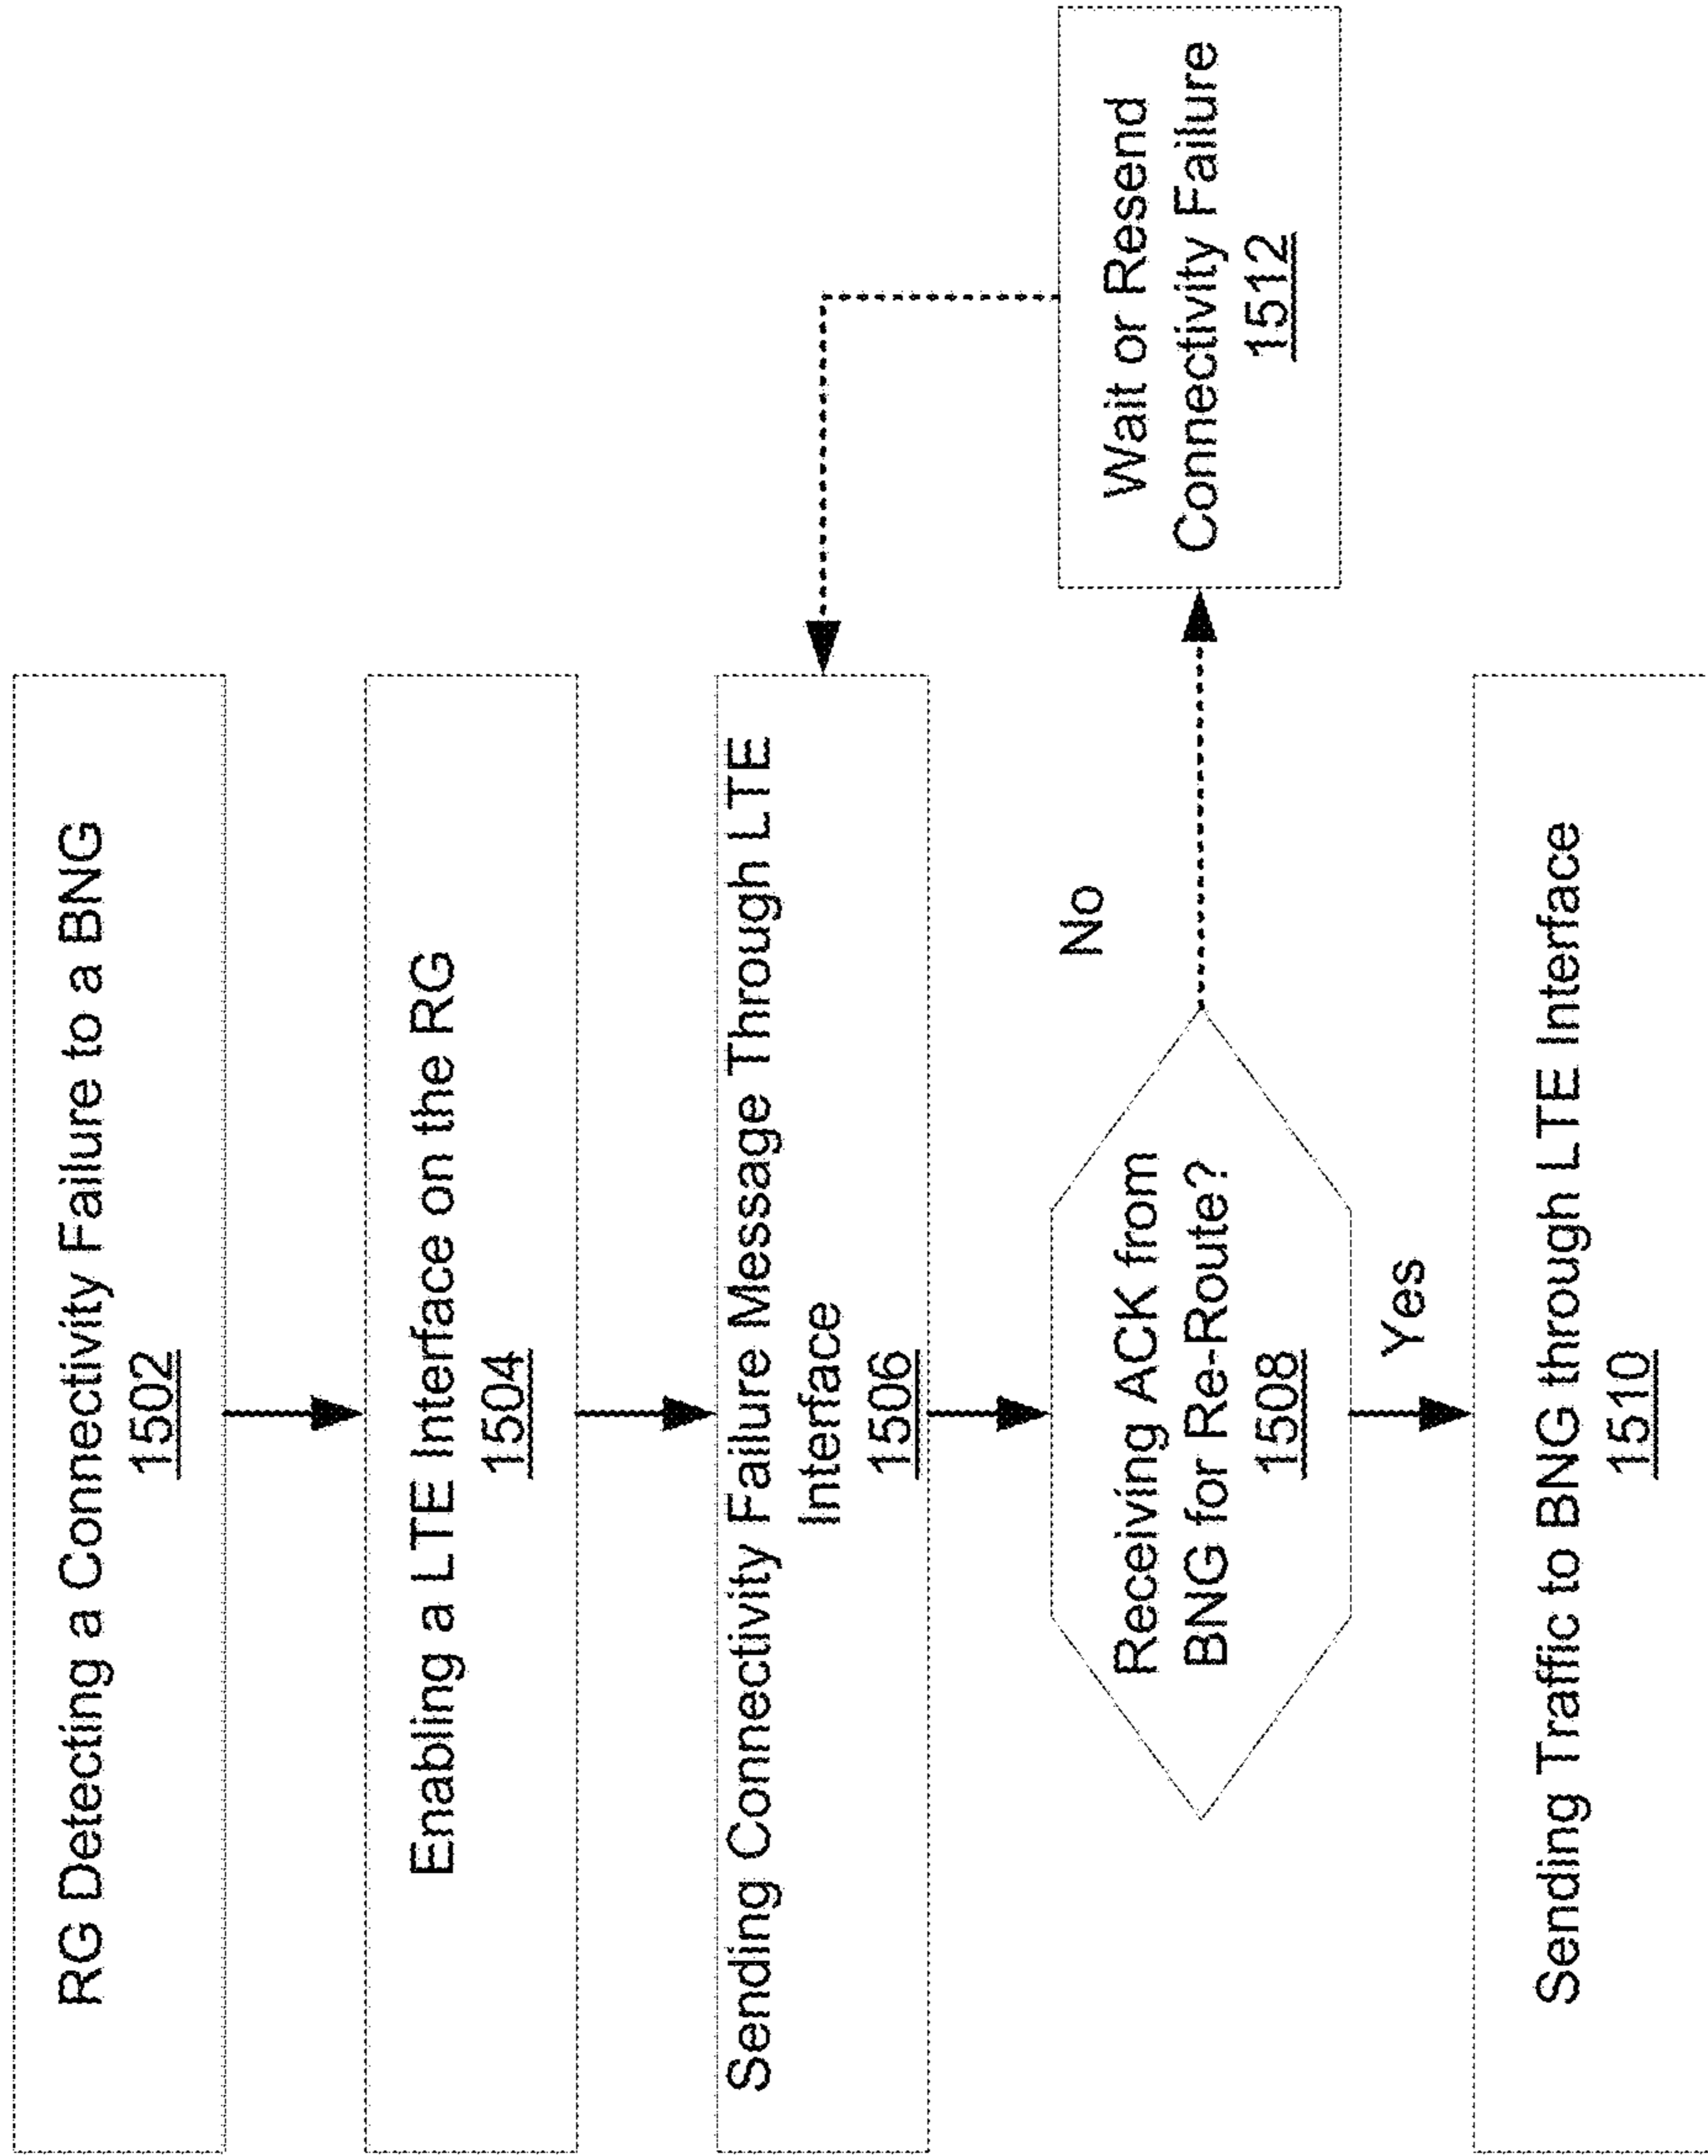 RG Detecting a Connectivity Failure to a BNG
1502
Enabling a LTE Interface on the RG
1504
Sending Connectivity Failure Message Through LTE
Interface
1506
Receiving ACK from
BNG for Re-Route?
1508
No
Wait or Resend
Connectivity Failure
1512
Yes
Sending Traffic to BNG through LTE Interface
1510